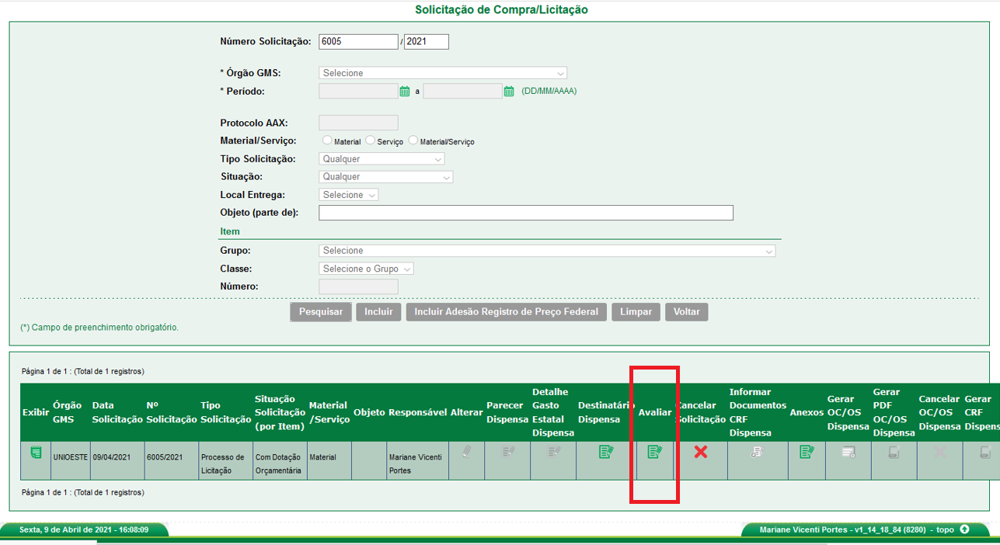 Solicitação de Compra/Licitação
Número Solicitação: 6005 / 2021
* Órgão GMS: Selecione
* Período: a (DD/MM/AAAA)
Protocolo AAX:
Material/Serviço: Material Serviço Material/Serviço
Tipo Solicitação: Qualquer
Situação: Qualquer
Local Entrega: Selecione
Objeto (parte de):
Item
Grupo: Selecione
Classe: Selecione o Grupo
Número:
Pesquisar Incluir Incluir Adesão Registro de Preço Federal Limpar Voltar
(*) Campo de preenchimento obrigatório.
Página 1 de 1 : (Total de 1 registros)
Exibir
Órgão
GMS
Data
Solicitação
Nº
Solicitação
Tipo
Solicitação
Situação
Solicitação
(por Item)
Material
/Serviço
Objeto
Responsável
Alterar
Parecer
Dispensa
Detalhe
Gasto
Estatal
Dispensa
Destinatário
Dispensa
Avaliar
Cancelar
Solicitação
Informar
Documentos
CRF
Dispensa
Anexos
Gerar
OC/OS
Dispensa
Gerar
PDF
OC/OS
Dispensa
Cancelar
OC/OS
Dispensa
Gerar
CRF
Dispens
UNIOESTE
09/04/2021
6005/2021
Processo de
Licitação
Com Dotação
Orçamentária
Material
Mariane Vicenti
Portes
Página 1 de 1 : (Total de 1 registros)
Sexta, 9 de Abril de 2021 - 16:08:09
Mariane Vicenti Portes - v1_14_18_84 (8280) - topo